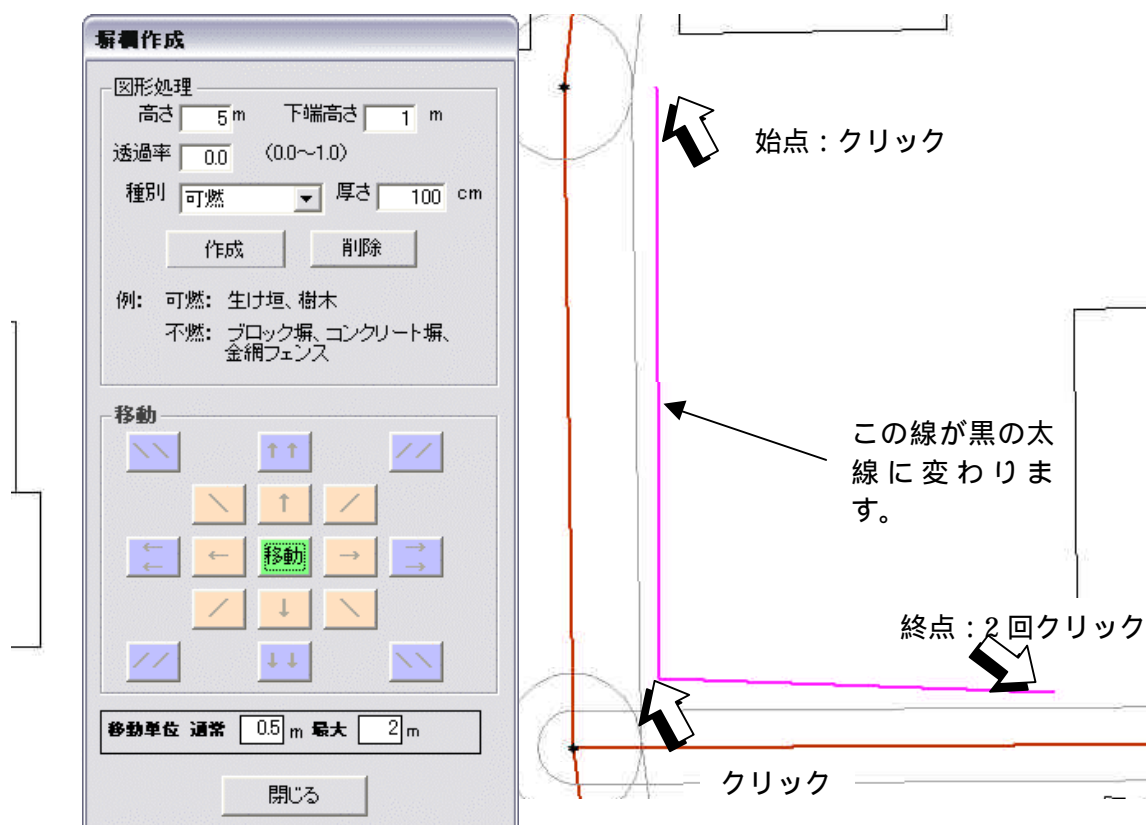 塀欄作成
図形処理
高さ 5 m 下端高さ 1 m
透過率 0.0 (0.0~1.0)
種別 可燃 厚さ 100 cm
作成 削除
例: 可燃: 生け垣、樹木
不燃: ブロック塀、コンクリート塀、
金網フェンス
移動
＼＼ ↑↑ ／／
＼ ↑ ／
←← ← 移動 → →→
／ ↓ ＼
／／ ↓↓ ＼＼
移動単位 通常 0.5 m 最大 2 m
閉じる
始点：クリック
この線が黒の太
線に変わりま
す。
終点：2回クリック
クリック